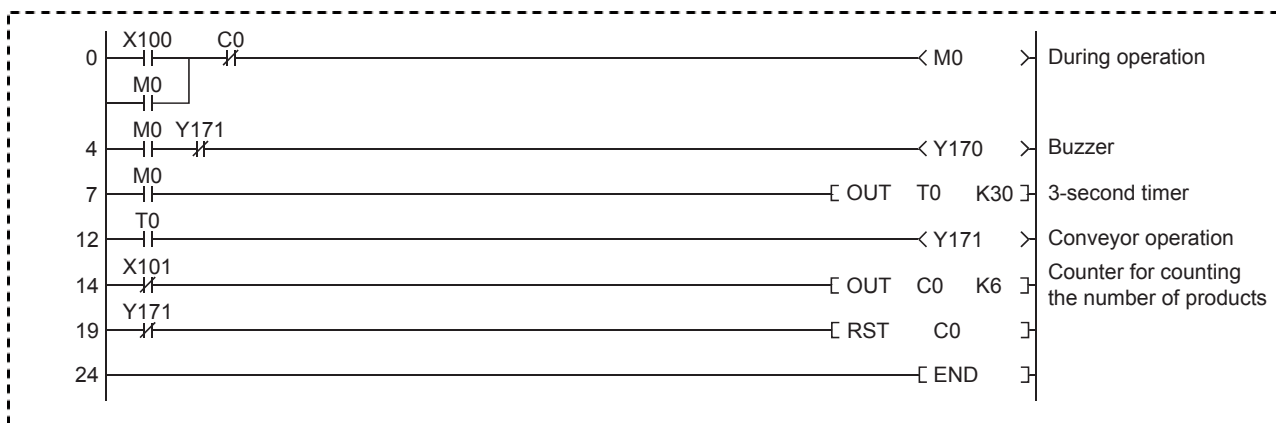 X100 C0
0 M0 During operation
M0
M0 Y171
4 Y170 Buzzer
M0
7 OUT T0 K30 3-second timer
T0
12 Y171 Conveyor operation
X101
14 OUT C0 K6 Counter for counting
the number of products
Y171
19 RST C0
24 END